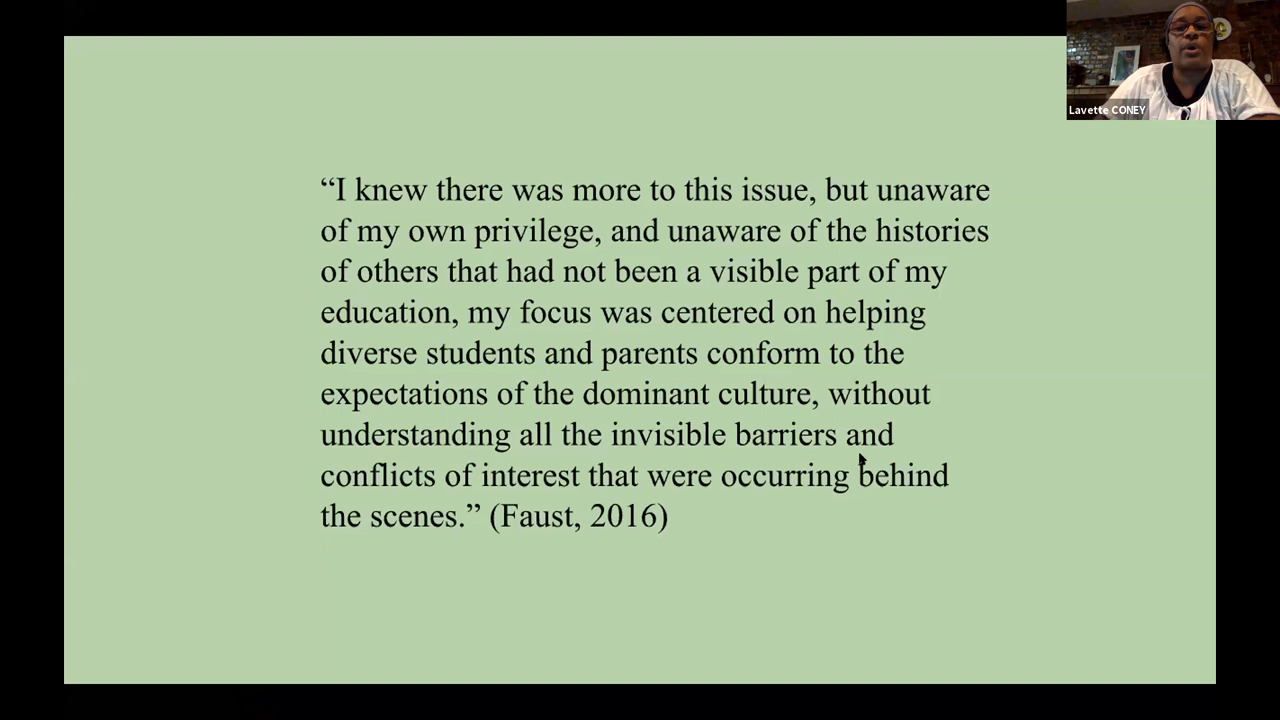 Lavette CONEY
“I knew there was more to this issue, but unaware
of my own privilege, and unaware of the histories
of others that had not been a visible part of my
education, my focus was centered on helping
diverse students and parents conform to the
expectations of the dominant culture, without
understanding all the invisible barriers and
conflicts of interest that were occurring behind
the scenes.” (Faust, 2016)